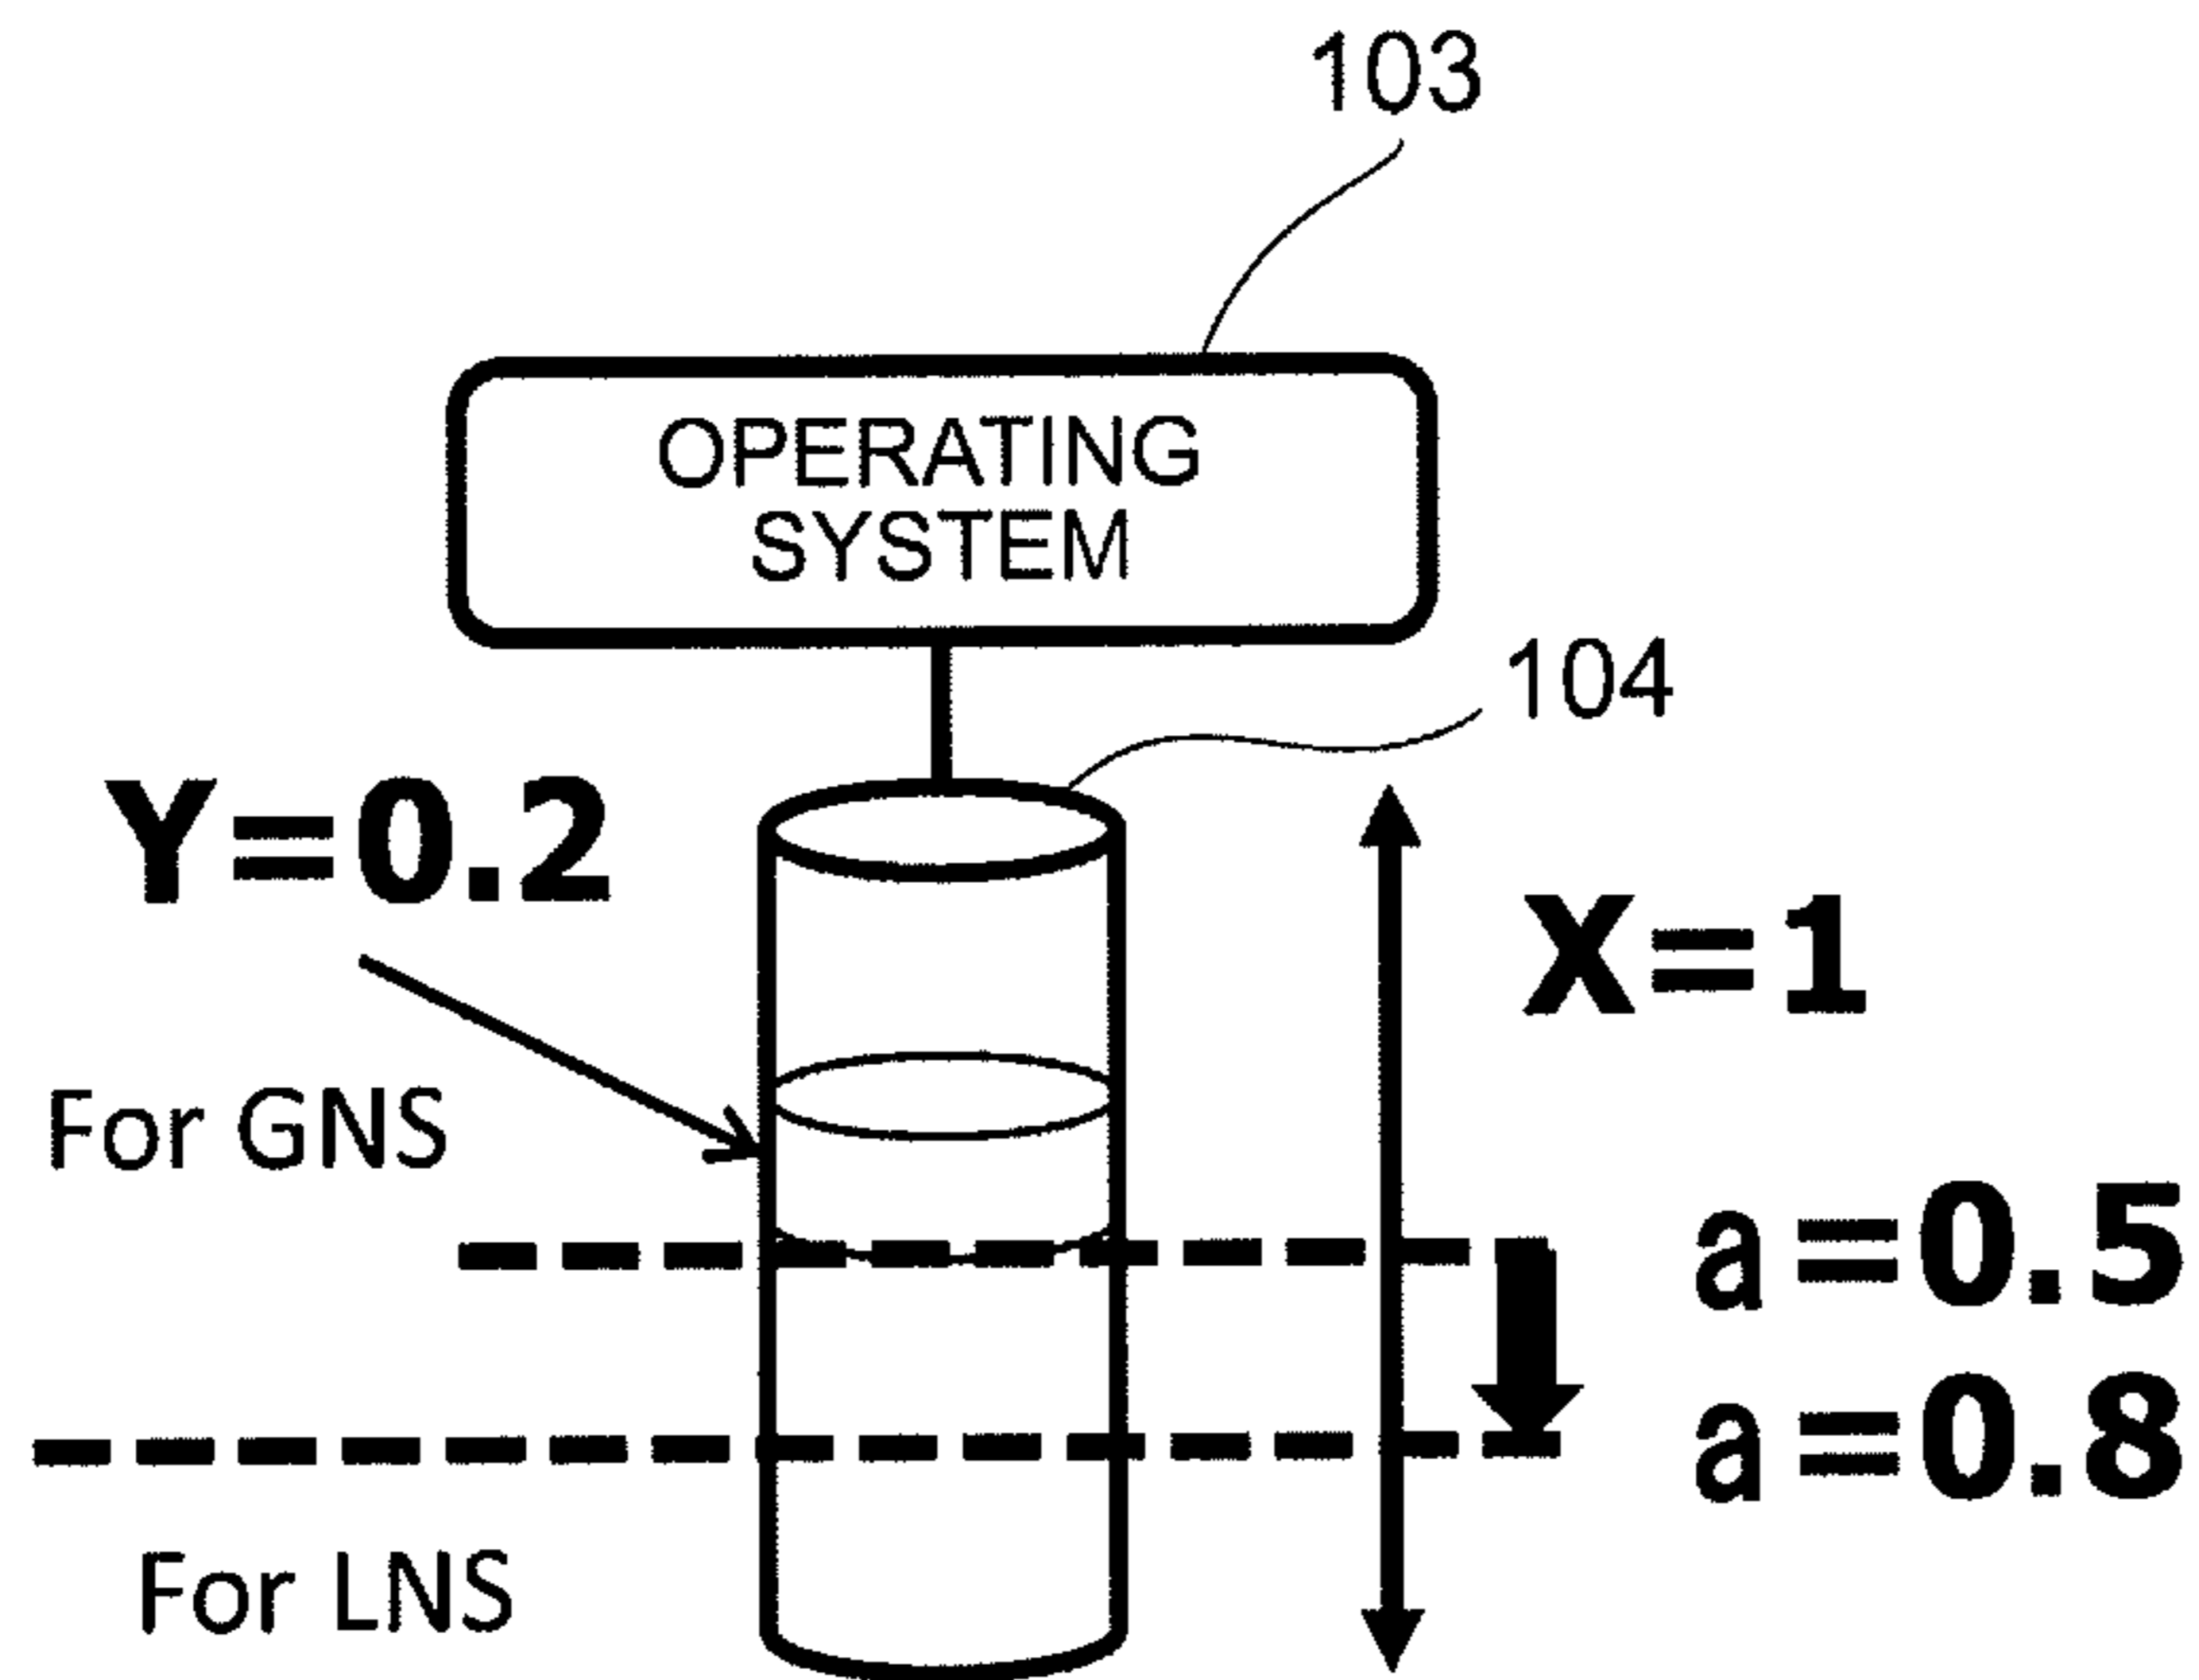 103
OPERATING
SYSTEM
104
Y=0.2
X=1
For GNS
a=0.5
a=0.8
For LNS